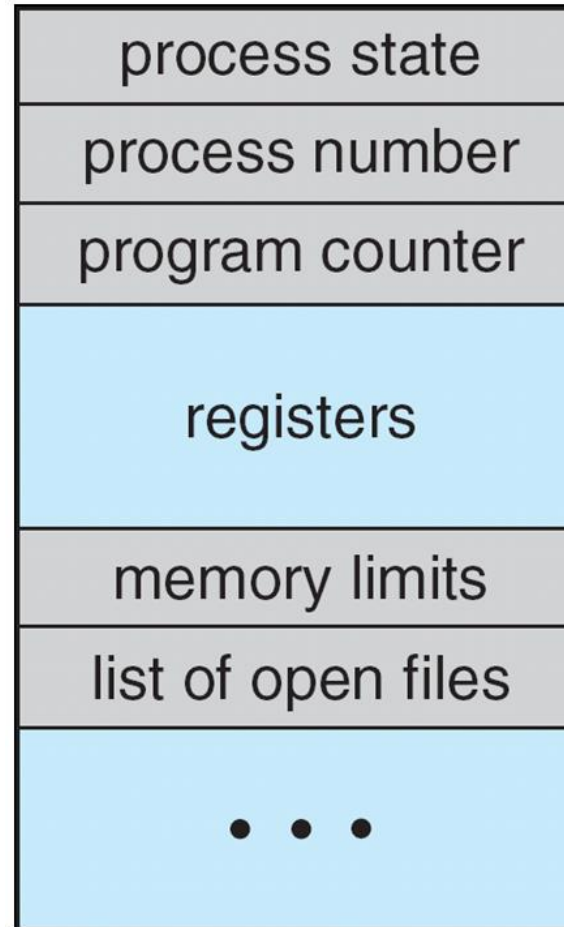 process state
process number
program counter
registers
memory limits
list of open files
• • •